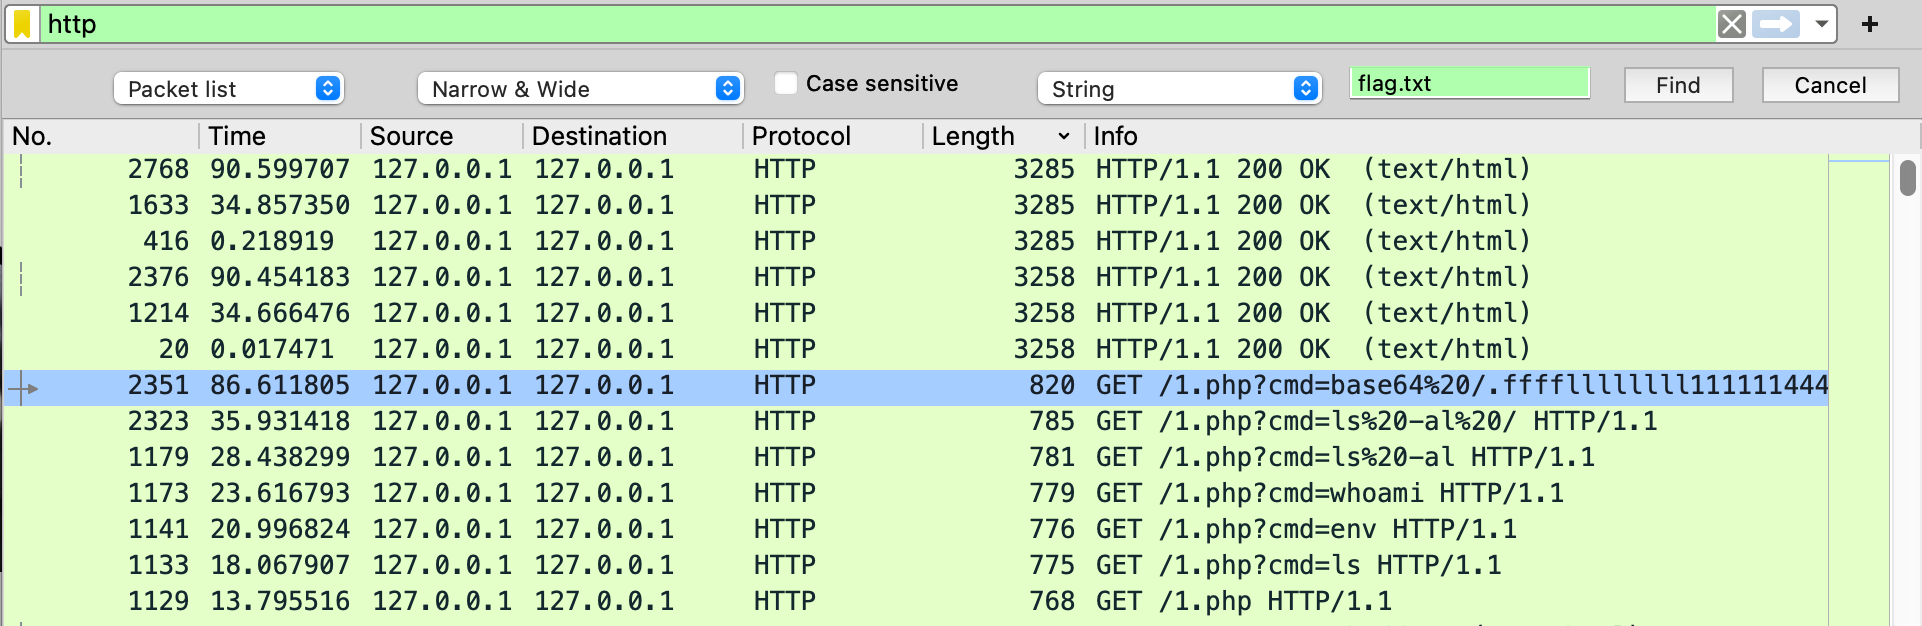 http
Packet list Narrow & Wide Case sensitive String flag.txt Find Cancel
No. Time Source Destination Protocol Length Info
2768 90.599707 127.0.0.1 127.0.0.1 HTTP 3285 HTTP/1.1 200 OK (text/html)
1633 34.857350 127.0.0.1 127.0.0.1 HTTP 3285 HTTP/1.1 200 OK (text/html)
416 0.218919 127.0.0.1 127.0.0.1 HTTP 3285 HTTP/1.1 200 OK (text/html)
2376 90.454183 127.0.0.1 127.0.0.1 HTTP 3258 HTTP/1.1 200 OK (text/html)
1214 34.666476 127.0.0.1 127.0.0.1 HTTP 3258 HTTP/1.1 200 OK (text/html)
20 0.017471 127.0.0.1 127.0.0.1 HTTP 3258 HTTP/1.1 200 OK (text/html)
2351 86.611805 127.0.0.1 127.0.0.1 HTTP 820 GET /1.php?cmd=base64%20/.ffffllllllll111111444
2323 35.931418 127.0.0.1 127.0.0.1 HTTP 785 GET /1.php?cmd=ls%20-al%20/ HTTP/1.1
1179 28.438299 127.0.0.1 127.0.0.1 HTTP 781 GET /1.php?cmd=ls%20-al HTTP/1.1
1173 23.616793 127.0.0.1 127.0.0.1 HTTP 779 GET /1.php?cmd=whoami HTTP/1.1
1141 20.996824 127.0.0.1 127.0.0.1 HTTP 776 GET /1.php?cmd=env HTTP/1.1
1133 18.067907 127.0.0.1 127.0.0.1 HTTP 775 GET /1.php?cmd=ls HTTP/1.1
1129 13.795516 127.0.0.1 127.0.0.1 HTTP 768 GET /1.php HTTP/1.1